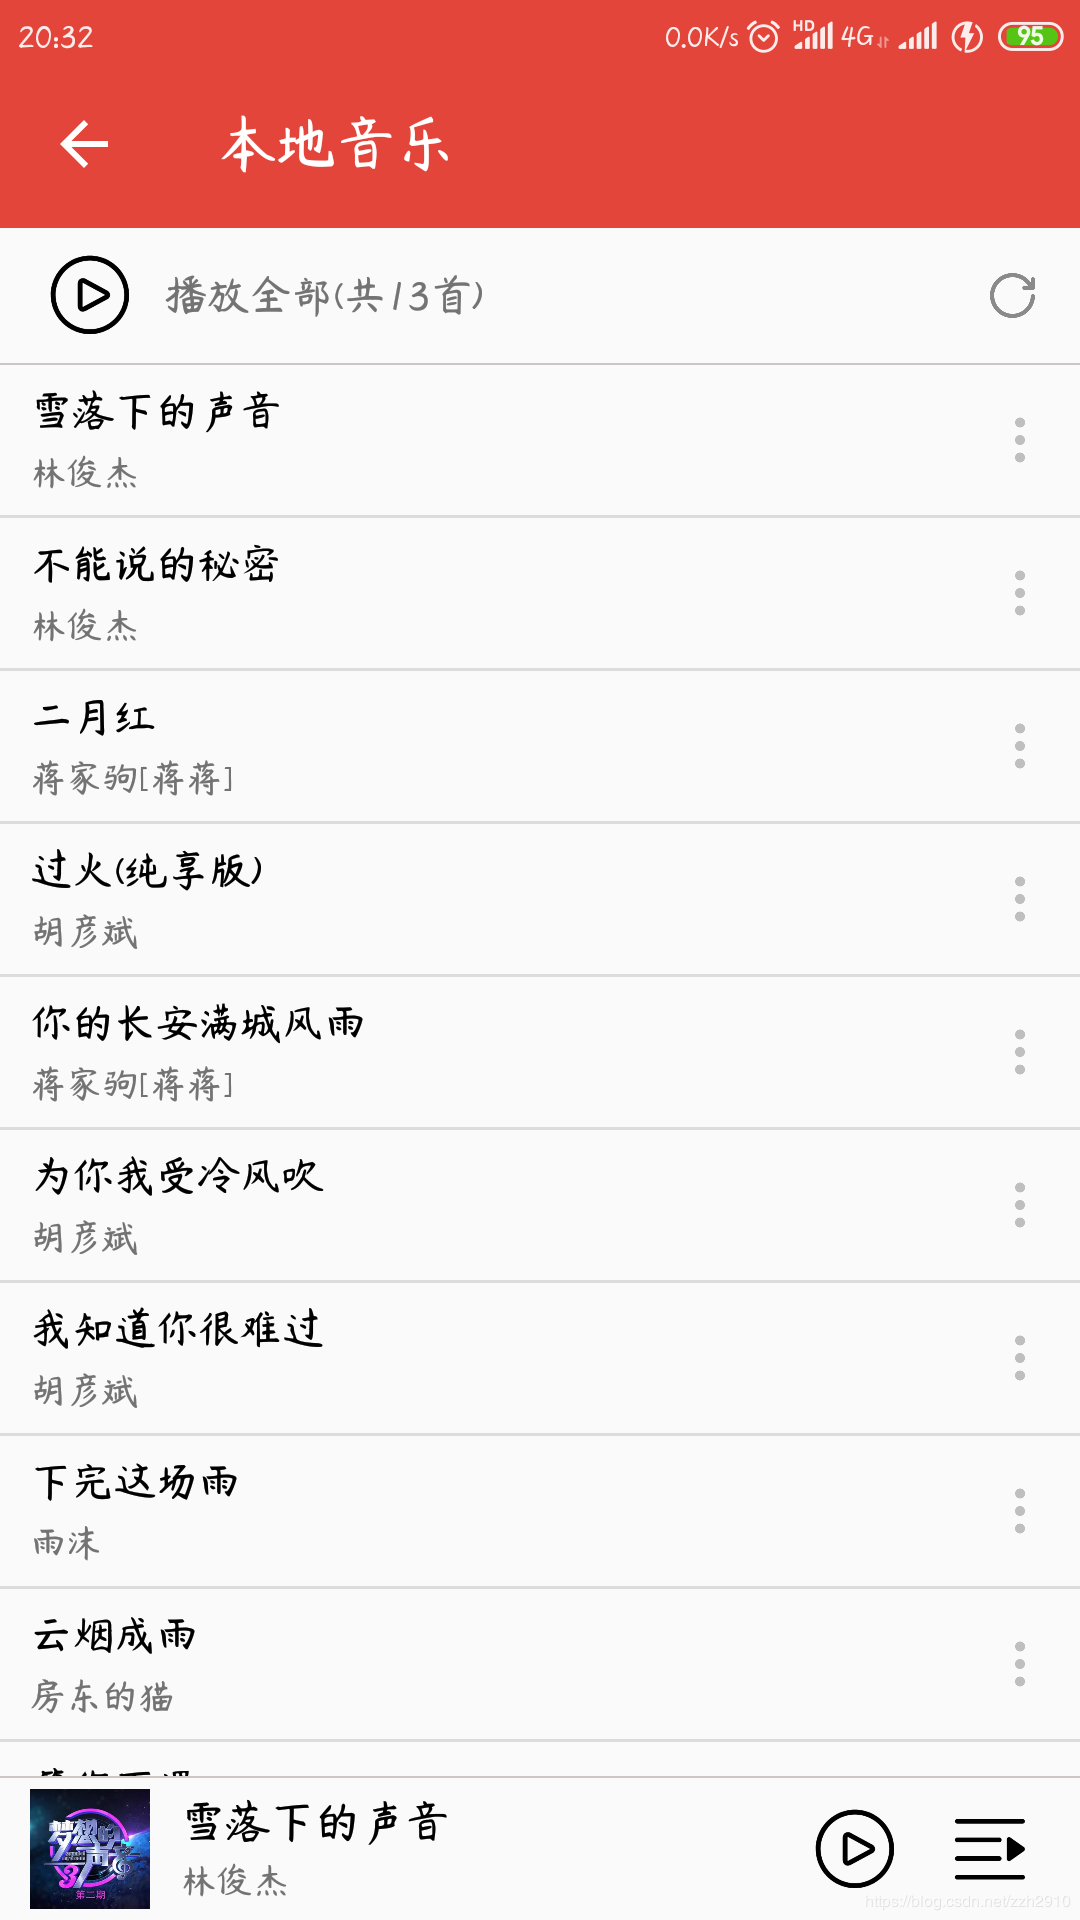 20:32 0.0K/s HD 4G 95
本地音乐
播放全部(共13首)
雪落下的声音
林俊杰
不能说的秘密
林俊杰
二月红
蒋家驹[蒋蒋]
过火(纯享版)
胡彦斌
你的长安满城风雨
蒋家驹[蒋蒋]
为你我受冷风吹
胡彦斌
我知道你很难过
胡彦斌
下完这场雨
雨沫
云烟成雨
房东的猫
雪落下的声音
林俊杰
梦想的声音3
第二期
https://blog.csdn.net/zzh2910